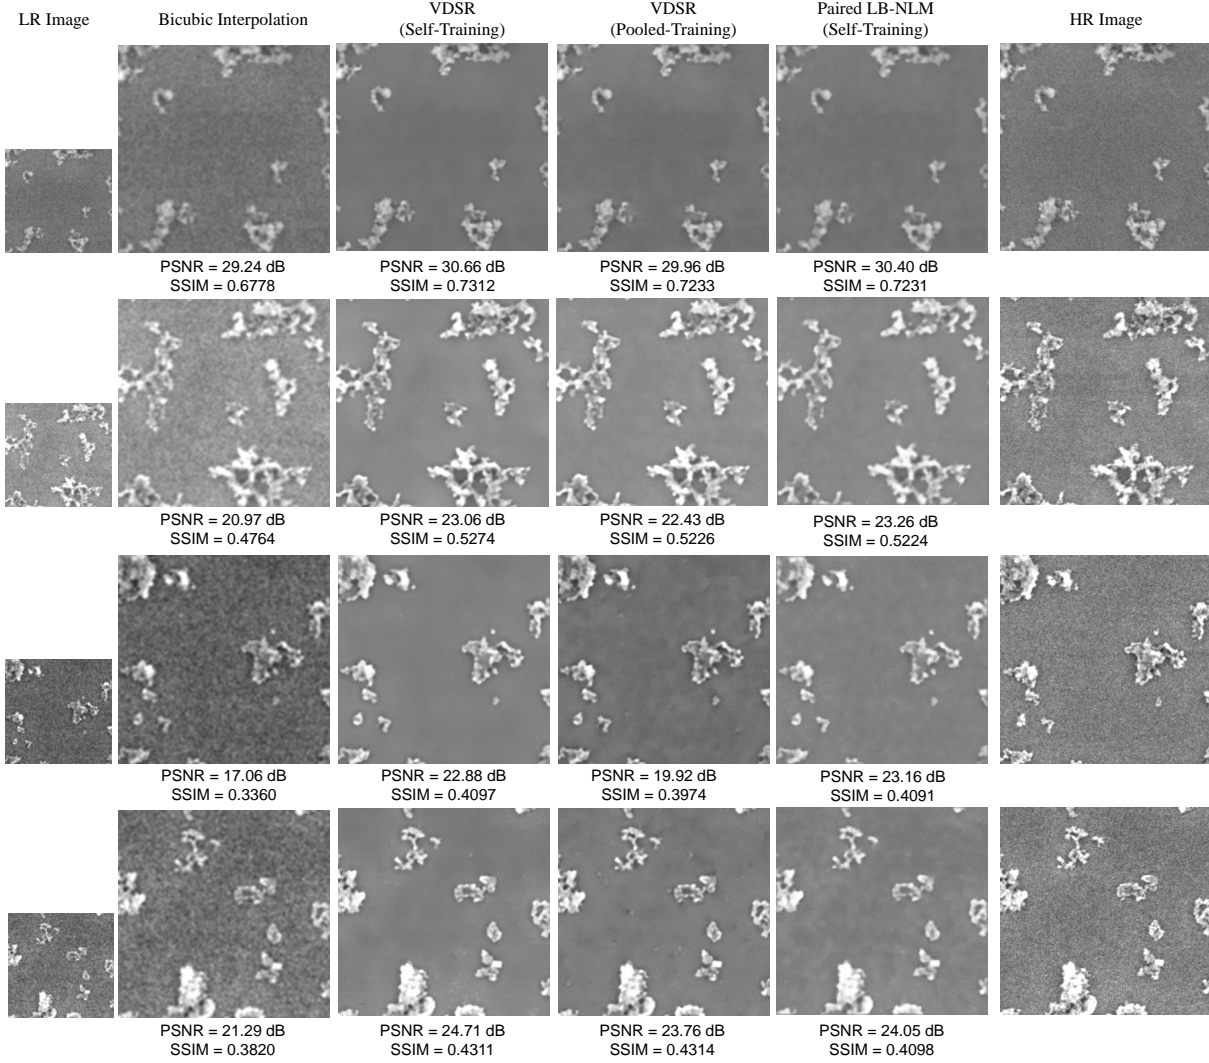 LR Image
Bicubic Interpolation
VDSR
(Self-Training)
VDSR
(Pooled-Training)
Paired LB-NLM
(Self-Training)
HR Image
PSNR = 29.24 dB
SSIM = 0.6778
PSNR = 30.66 dB
SSIM = 0.7312
PSNR = 29.96 dB
SSIM = 0.7233
PSNR = 30.40 dB
SSIM = 0.7231
PSNR = 20.97 dB
SSIM = 0.4764
PSNR = 23.06 dB
SSIM = 0.5274
PSNR = 22.43 dB
SSIM = 0.5226
PSNR = 23.26 dB
SSIM = 0.5224
PSNR = 17.06 dB
SSIM = 0.3360
PSNR = 22.88 dB
SSIM = 0.4097
PSNR = 19.92 dB
SSIM = 0.3974
PSNR = 23.16 dB
SSIM = 0.4091
PSNR = 21.29 dB
SSIM = 0.3820
PSNR = 24.71 dB
SSIM = 0.4311
PSNR = 23.76 dB
SSIM = 0.4314
PSNR = 24.05 dB
SSIM = 0.4098